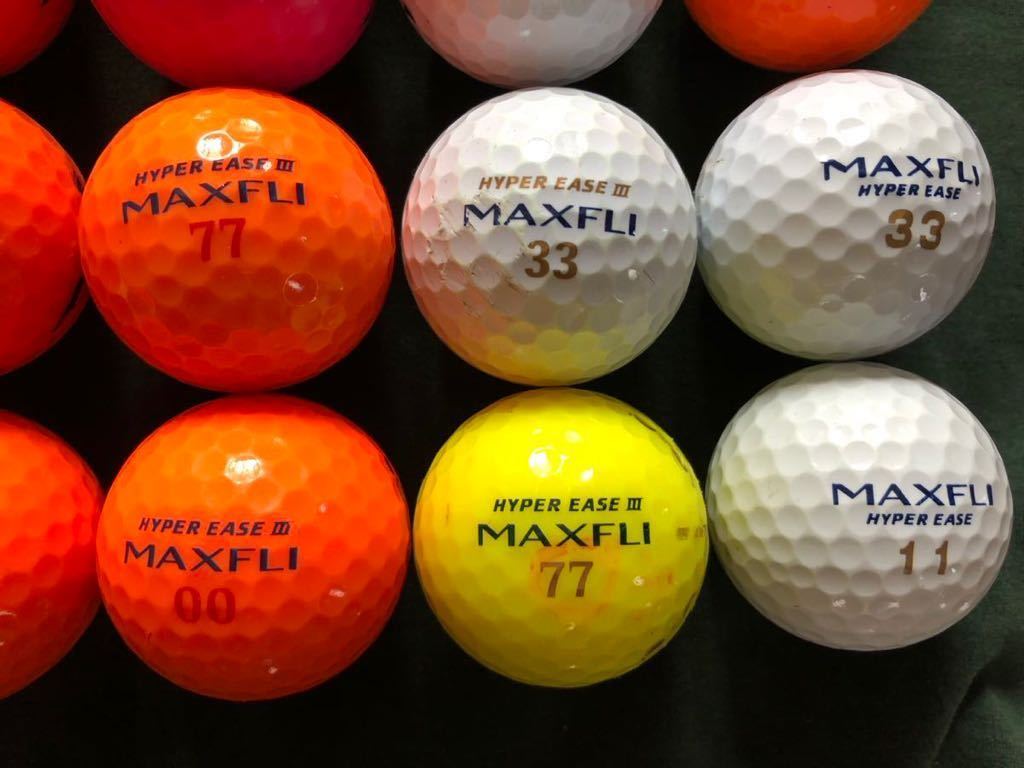 HYPER EASE III
MAXFLI
77
HYPER EASE III
MAXFLI
33
MAXFLI
HYPER EASE
33
HYPER EASE III
MAXFLI
00
HYPER EASE III
MAXFLI
77
MAXFLI
HYPER EASE
11